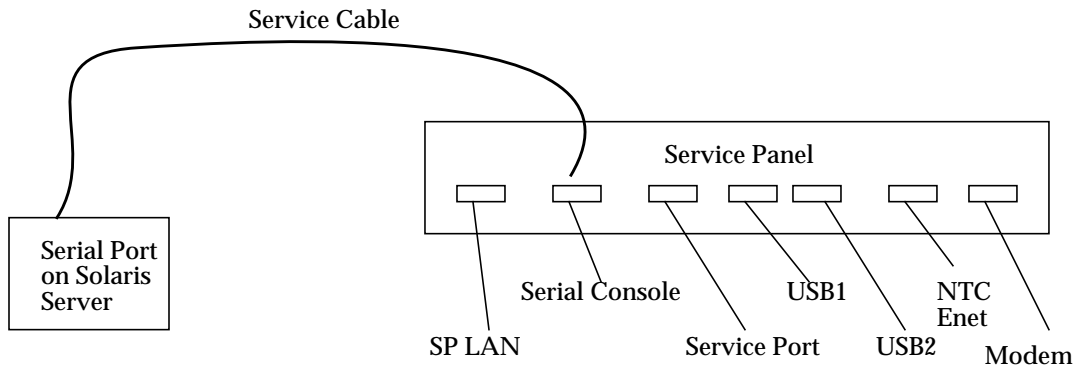 Service Cable
Service Panel
Serial Port
on Solaris
Server
Serial Console
USB1
NTC
Enet
SP LAN
Service Port
USB2
Modem